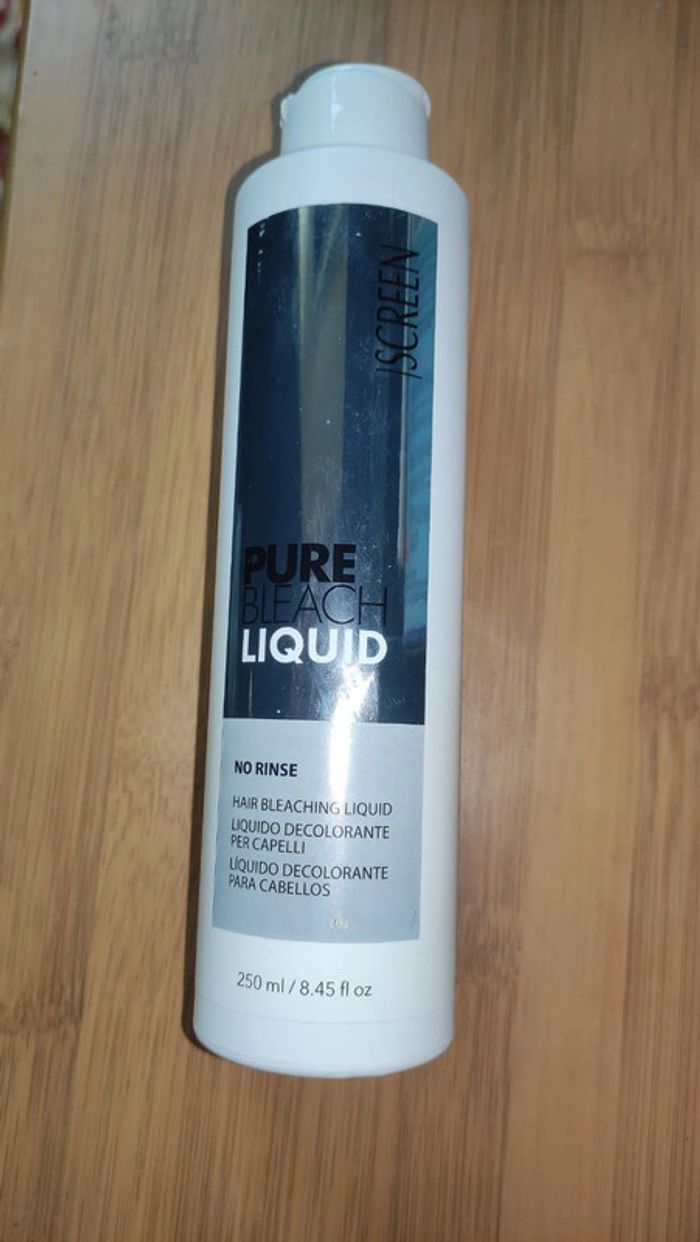 SCREEN
PURE
BLEACH
LIQUID
NO RINSE
HAIR BLEACHING LIQUID
LIQUIDO DECOLORANTE
PER CAPELLI
LÍQUIDO DECOLORANTE
PARA CABELLOS
250 ml / 8.45 fl oz